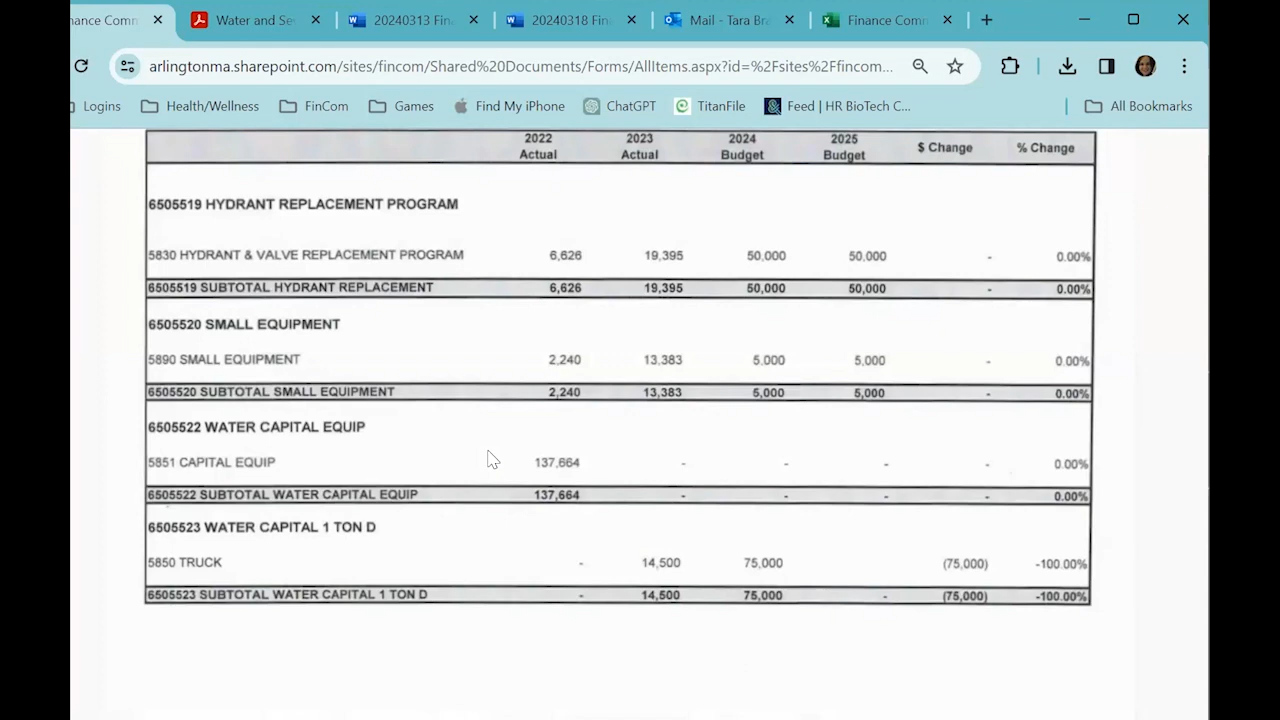 nance Comm
Water and Se
20240313 Fin
20240318 Fin
Mail - Tara Bra
Finance Comm
arlingtonma.sharepoint.com/sites/fincom/Shared%20Documents/Forms/AllItems.aspx?id=%2Fsites%2Ffincom...
Logins Health/Wellness FinCom Games Find My iPhone ChatGPT TitanFile Feed | HR BioTech C... All Bookmarks
2022 2023 2024 2025
Actual Actual Budget Budget $ Change % Change
6505519 HYDRANT REPLACEMENT PROGRAM
5830 HYDRANT & VALVE REPLACEMENT PROGRAM 6,626 19,395 50,000 50,000 - 0.00%
6505519 SUBTOTAL HYDRANT REPLACEMENT 6,626 19,395 50,000 50,000 - 0.00%
6505520 SMALL EQUIPMENT
5890 SMALL EQUIPMENT 2,240 13,383 5,000 5,000 - 0.00%
6505520 SUBTOTAL SMALL EQUIPMENT 2,240 13,383 5,000 5,000 - 0.00%
6505522 WATER CAPITAL EQUIP
5851 CAPITAL EQUIP 137,664 - - - - 0.00%
6505522 SUBTOTAL WATER CAPITAL EQUIP 137,664 - - - - 0.00%
6505523 WATER CAPITAL 1 TON D
5850 TRUCK - 14,500 75,000 (75,000) -100.00%
6505523 SUBTOTAL WATER CAPITAL 1 TON D - 14,500 75,000 - (75,000) -100.00%